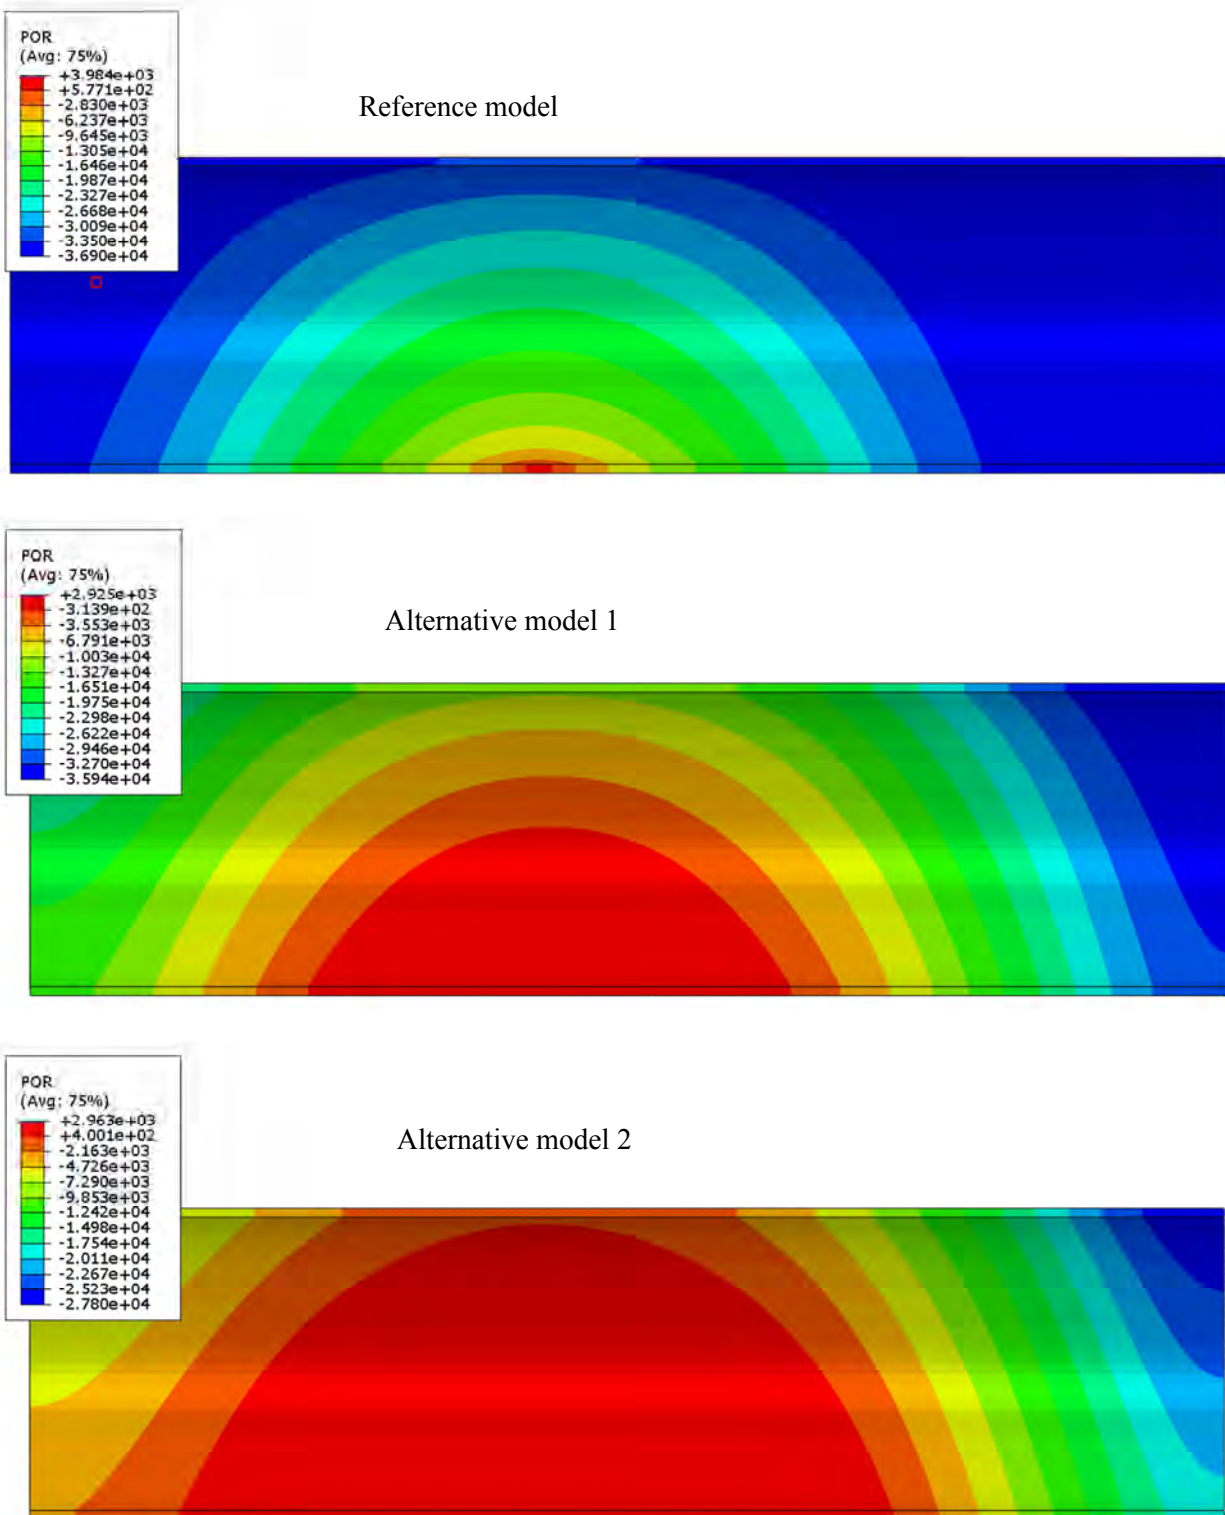 POR
(Avg: 75%)
+3.984e+03
+5.771e+02
-2.830e+03
-6.237e+03
-9.645e+03
-1.305e+04
-1.646e+04
-1.987e+04
-2.327e+04
-2.668e+04
-3.009e+04
-3.350e+04
-3.690e+04
Reference model
POR
(Avg: 75%)
+2.925e+03
-3.139e+02
-3.553e+03
-6.791e+03
-1.003e+04
-1.327e+04
-1.651e+04
-1.975e+04
-2.298e+04
-2.622e+04
-2.946e+04
-3.270e+04
-3.594e+04
Alternative model 1
POR
(Avg: 75%)
+2.963e+03
+4.001e+02
-2.163e+03
-4.726e+03
-7.290e+03
-9.853e+03
-1.242e+04
-1.498e+04
-1.754e+04
-2.011e+04
-2.267e+04
-2.523e+04
-2.780e+04
Alternative model 2